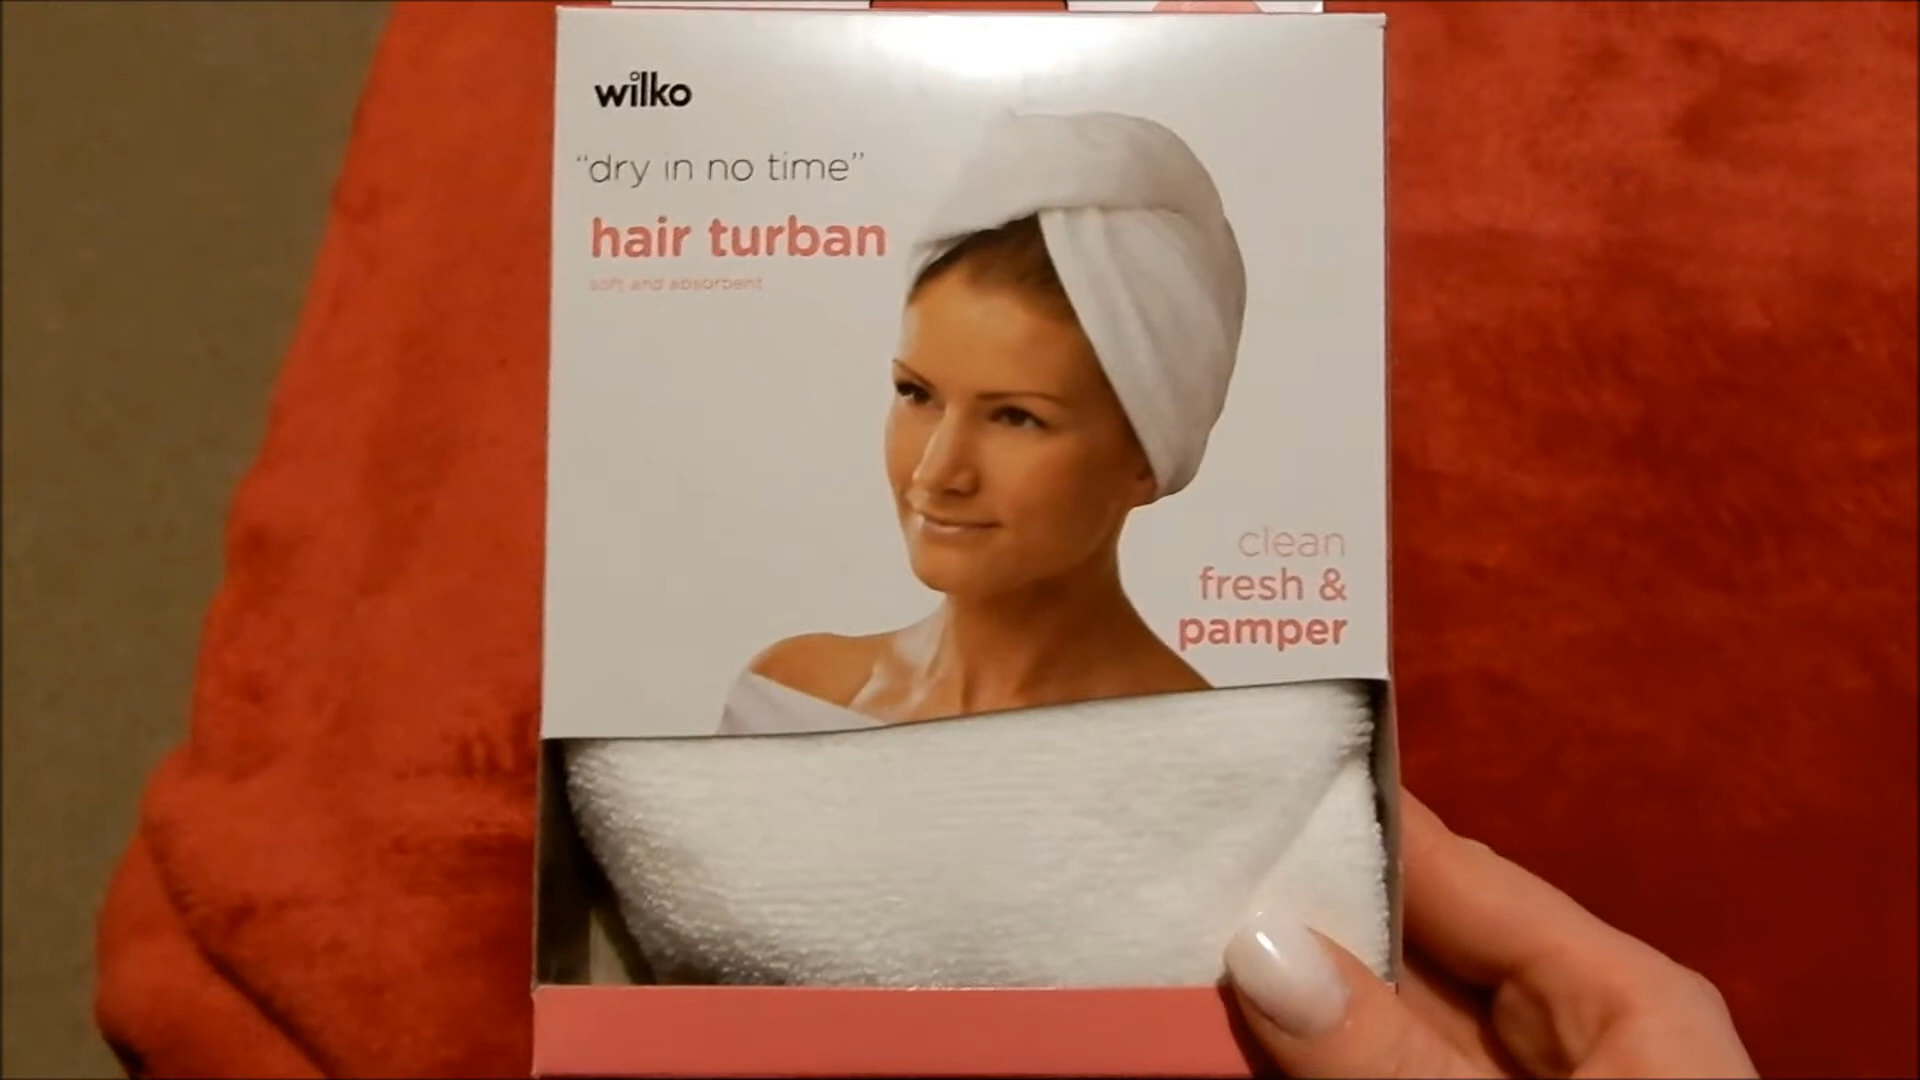 wilko
“dry in no time”
hair turban
soft and absorbent
clean
fresh &
pamper